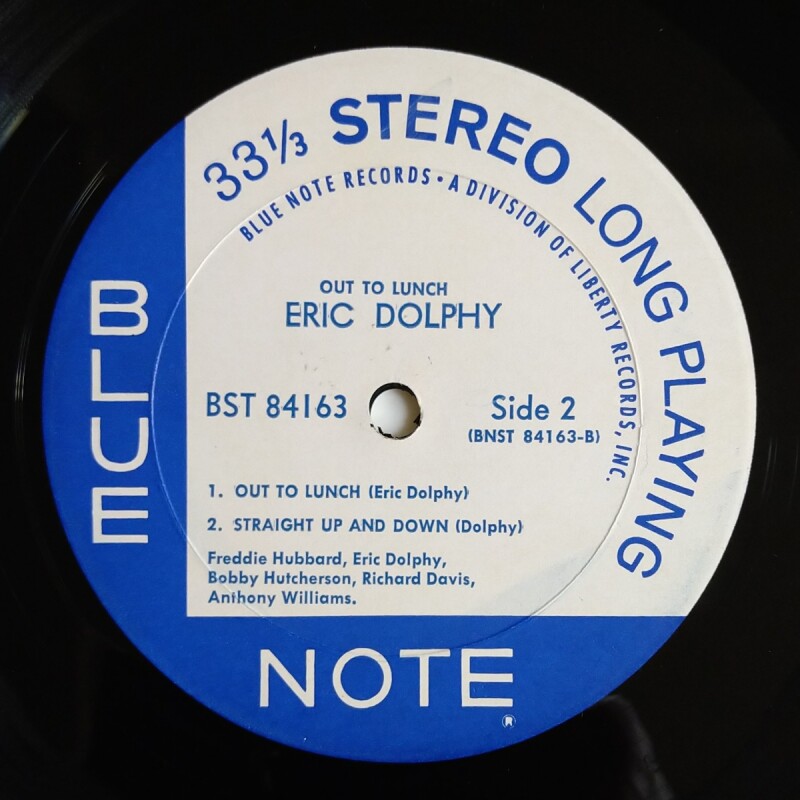 33⅓ STEREO LONG PLAYING
BLUE NOTE RECORDS • A DIVISION OF LIBERTY RECORDS, INC.
OUT TO LUNCH
ERIC DOLPHY
BST 84163
Side 2
(BNST 84163-B)
1. OUT TO LUNCH (Eric Dolphy)
2. STRAIGHT UP AND DOWN (Dolphy)
Freddie Hubbard, Eric Dolphy,
Bobby Hutcherson, Richard Davis,
Anthony Williams.
BLUE
NOTE
®